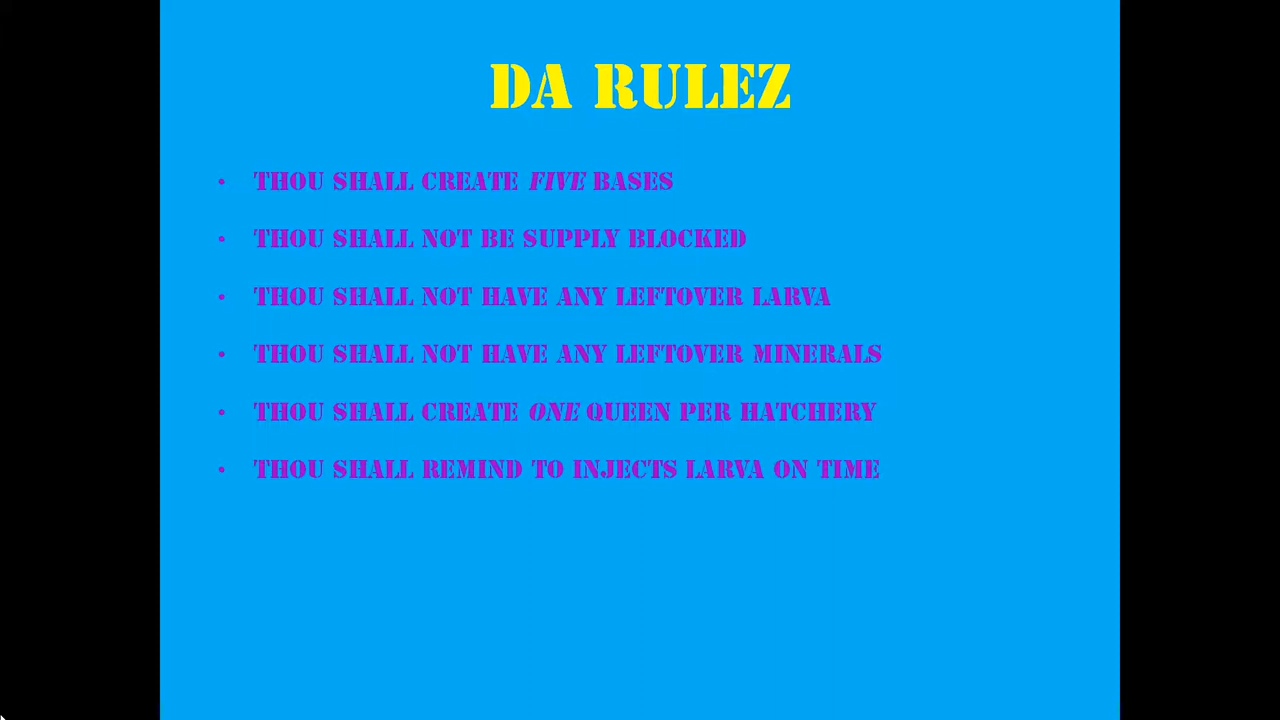 DA RULEZ
• THOU SHALL CREATE FIVE BASES
• THOU SHALL NOT BE SUPPLY BLOCKED
• THOU SHALL NOT HAVE ANY LEFTOVER LARVA
• THOU SHALL NOT HAVE ANY LEFTOVER MINERALS
• THOU SHALL CREATE ONE QUEEN PER HATCHERY
• THOU SHALL REMIND TO INJECTS LARVA ON TIME